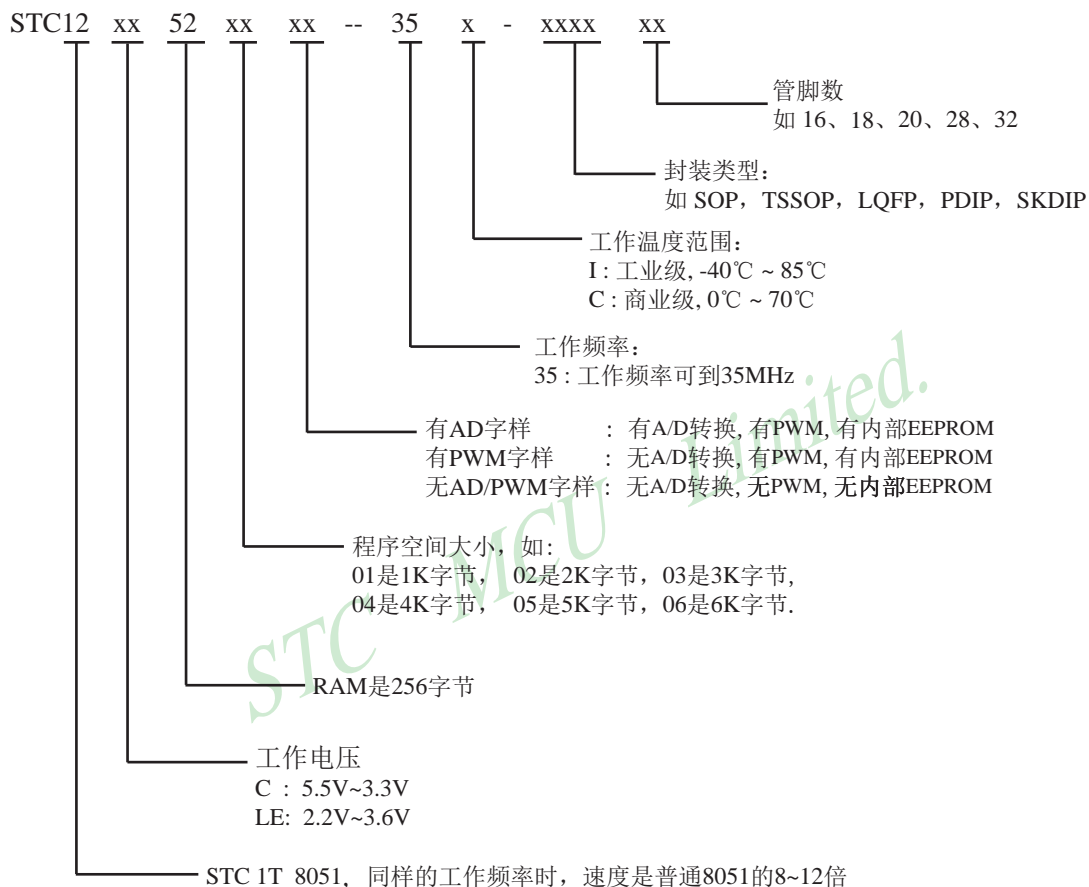 STC12 xx 52 xx xx -- 35 x - xxxx xx
管脚数
如 16、18、20、28、32
封装类型：
如 SOP，TSSOP，LQFP，PDIP，SKDIP
工作温度范围：
I : 工业级, -40℃ ~ 85℃
C : 商业级, 0℃ ~ 70℃
工作频率：
35 : 工作频率可到35MHz
有AD字样 : 有A/D转换, 有PWM, 有内部EEPROM
有PWM字样 : 无A/D转换, 有PWM, 有内部EEPROM
无AD/PWM字样 : 无A/D转换, 无PWM, 无内部EEPROM
程序空间大小，如:
01是1K字节， 02是2K字节，03是3K字节,
04是4K字节， 05是5K字节，06是6K字节.
RAM是256字节
工作电压
C : 5.5V~3.3V
LE: 2.2V~3.6V
STC 1T 8051, 同样的工作频率时，速度是普通8051的8~12倍
STC MCU Limited.